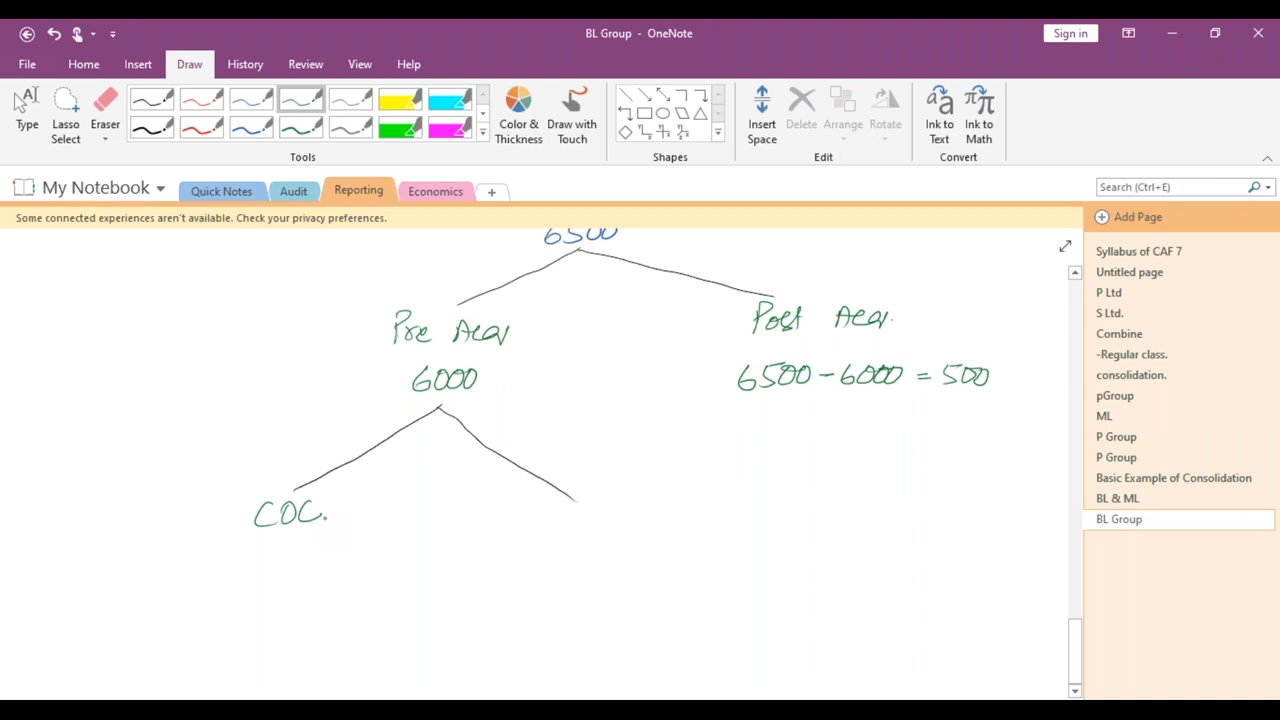 BL Group - OneNote
Sign in
File Home Insert Draw History Review View Help
Type
Lasso Select
Eraser
Color & Thickness
Draw with Touch
Insert Space
Delete
Arrange
Rotate
Ink to Text
Ink to Math
Tools
Shapes
Edit
Convert
My Notebook
Quick Notes Audit Reporting Economics
Search (Ctrl+E)
Some connected experiences aren't available. Check your privacy preferences.
Add Page
Syllabus of CAF 7
Untitled page
P Ltd
S Ltd.
Combine
-Regular class.
consolidation.
pGroup
ML
P Group
P Group
Basic Example of Consolidation
BL & ML
BL Group
6500
Pre Acq
Post Acq.
6000
6500 - 6000 = 500
COC.